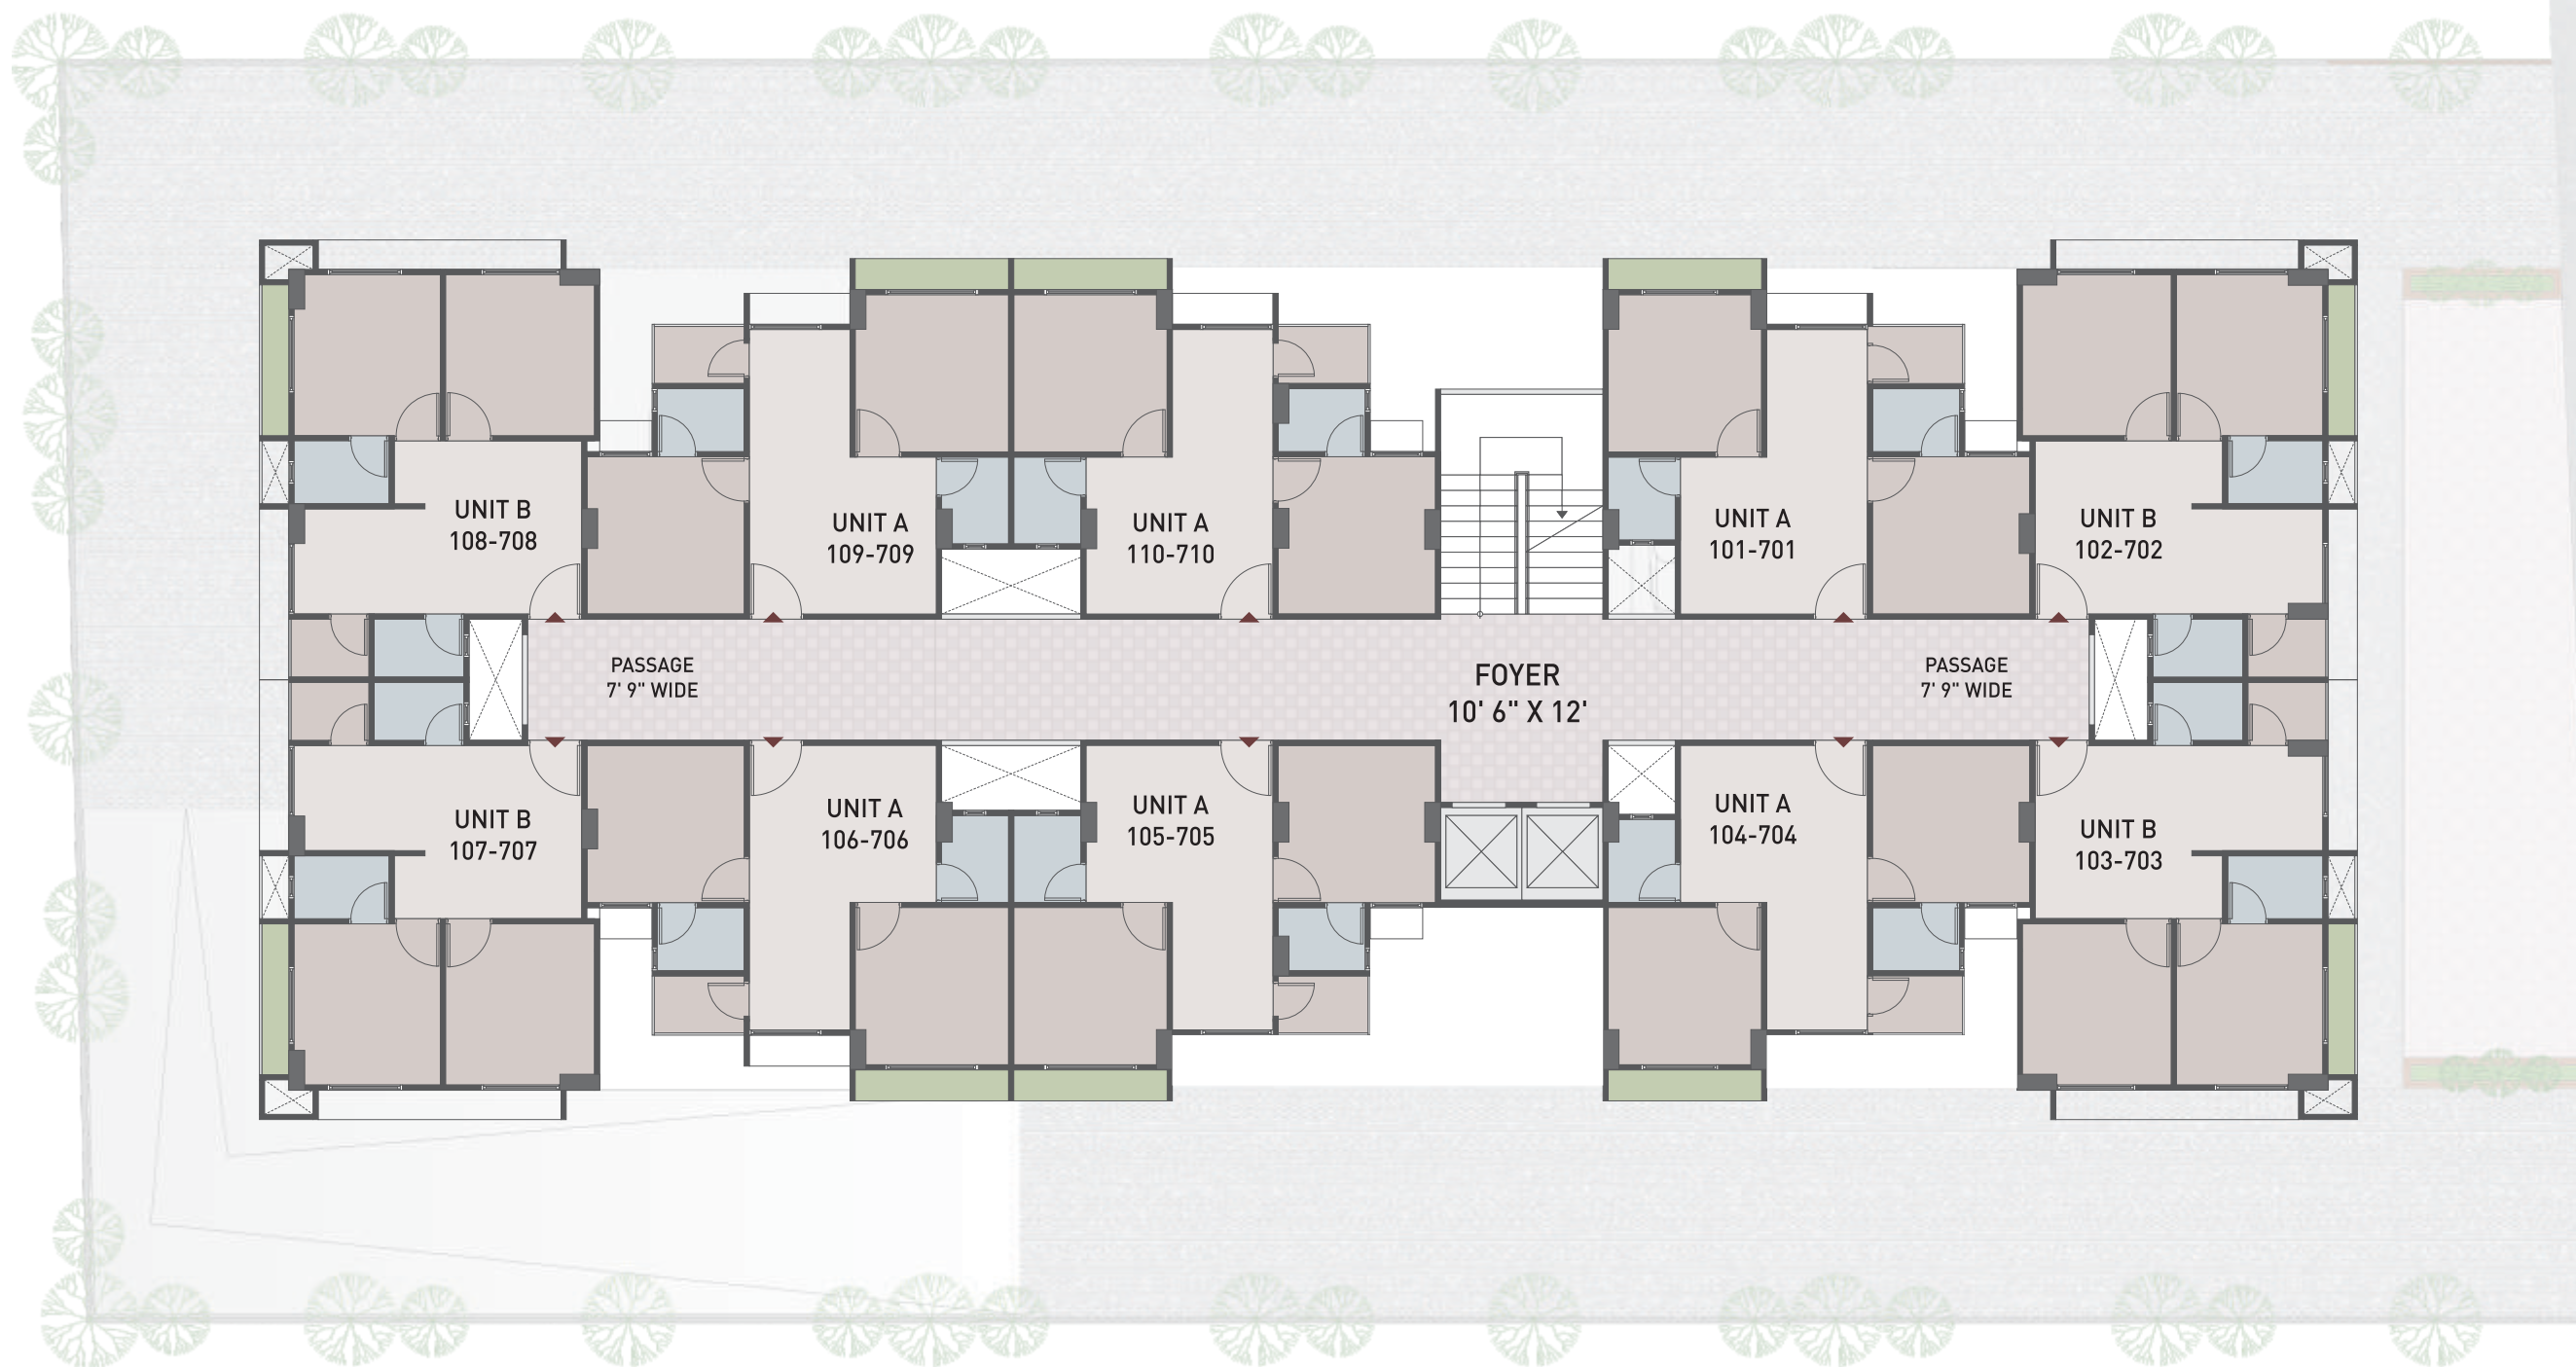 UNIT B
108-708
UNIT A
109-709
UNIT A
110-710
UNIT A
101-701
UNIT B
102-702
PASSAGE
7' 9" WIDE
FOYER
10' 6" X 12'
PASSAGE
7' 9" WIDE
UNIT B
107-707
UNIT A
106-706
UNIT A
105-705
UNIT A
104-704
UNIT B
103-703